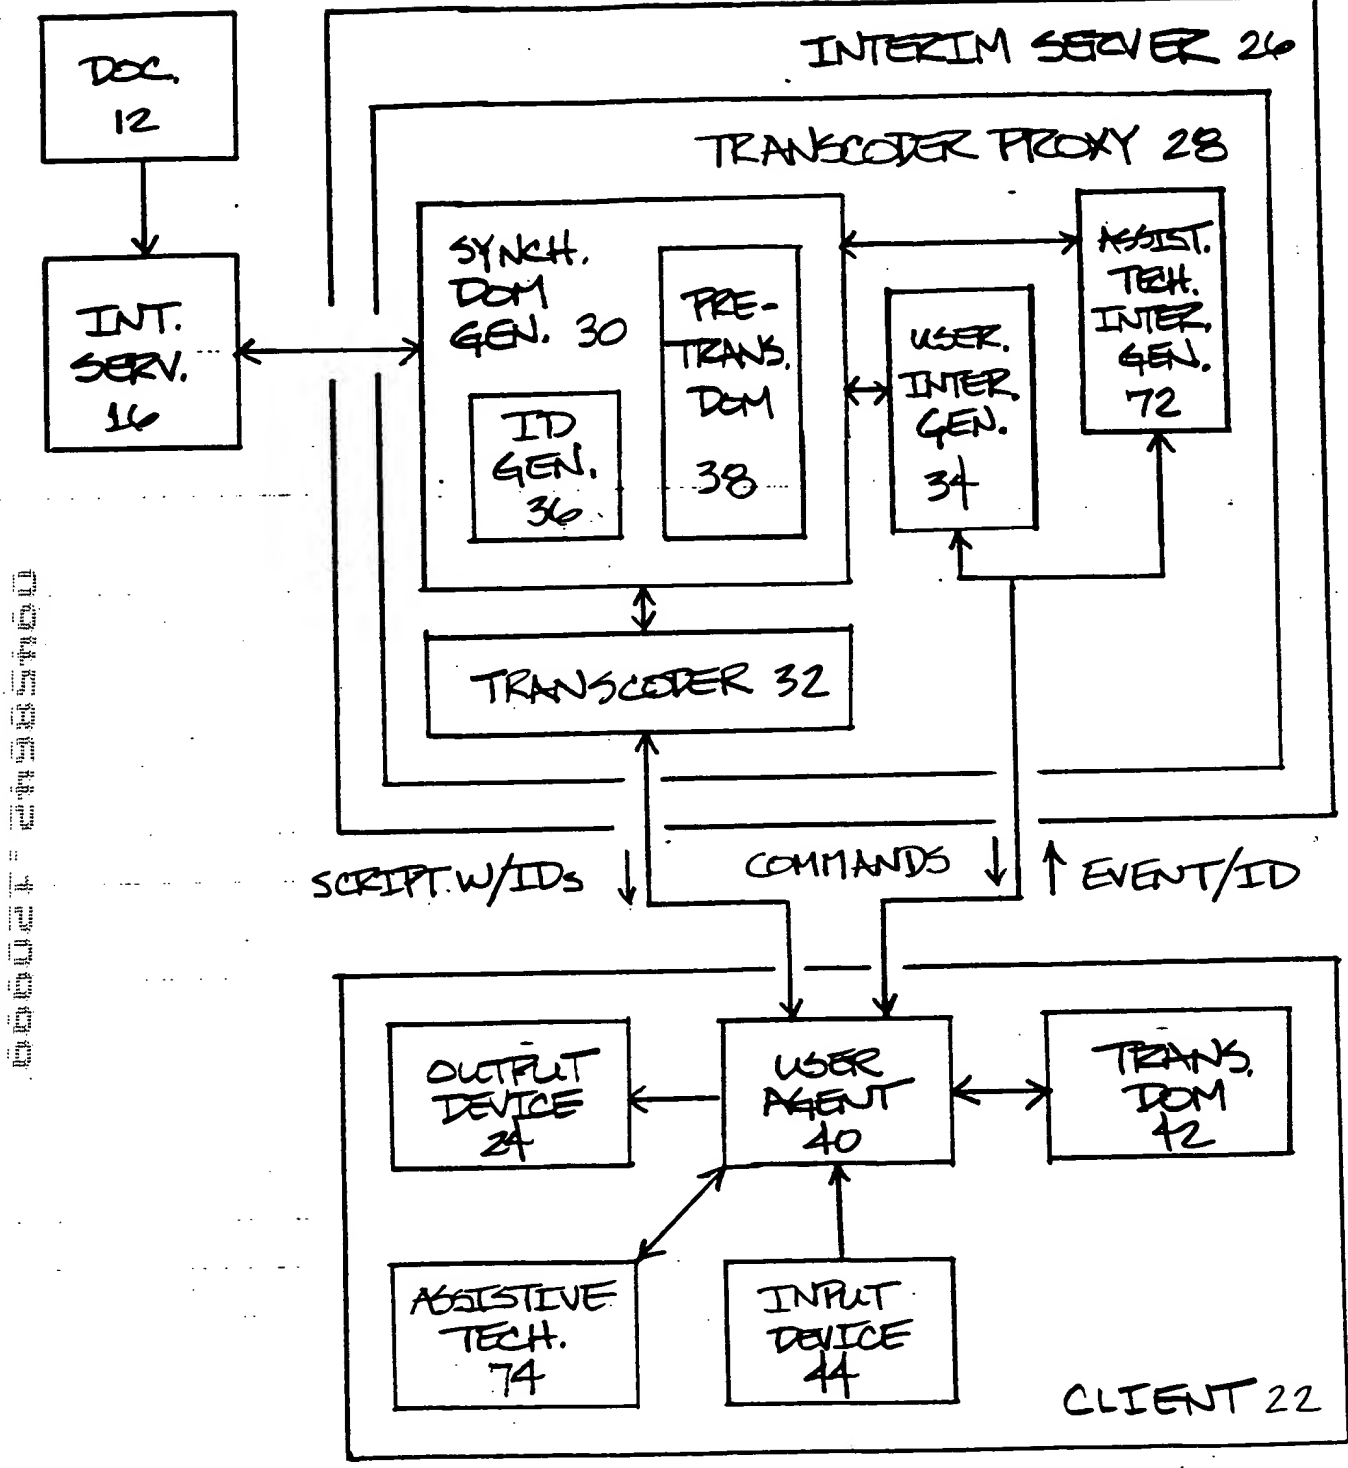 DOC.
12
INT.
SERV.
16
INTERIM SERVER 26
TRANSCODER PROXY 28
SYNCH.
DOM
GEN. 30
ID
GEN.
36
PRE-
TRANS.
DOM
38
USER.
INTER.
GEN.
34
ASSIST.
TECH.
INTER.
GEN.
72
TRANSCODER 32
SCRIPT W/IDs
COMMANDS
EVENT/ID
OUTPUT
DEVICE
24
USER
AGENT
40
TRANS.
DOM
42
ASSISTIVE
TECH.
74
INPUT
DEVICE
44
CLIENT 22